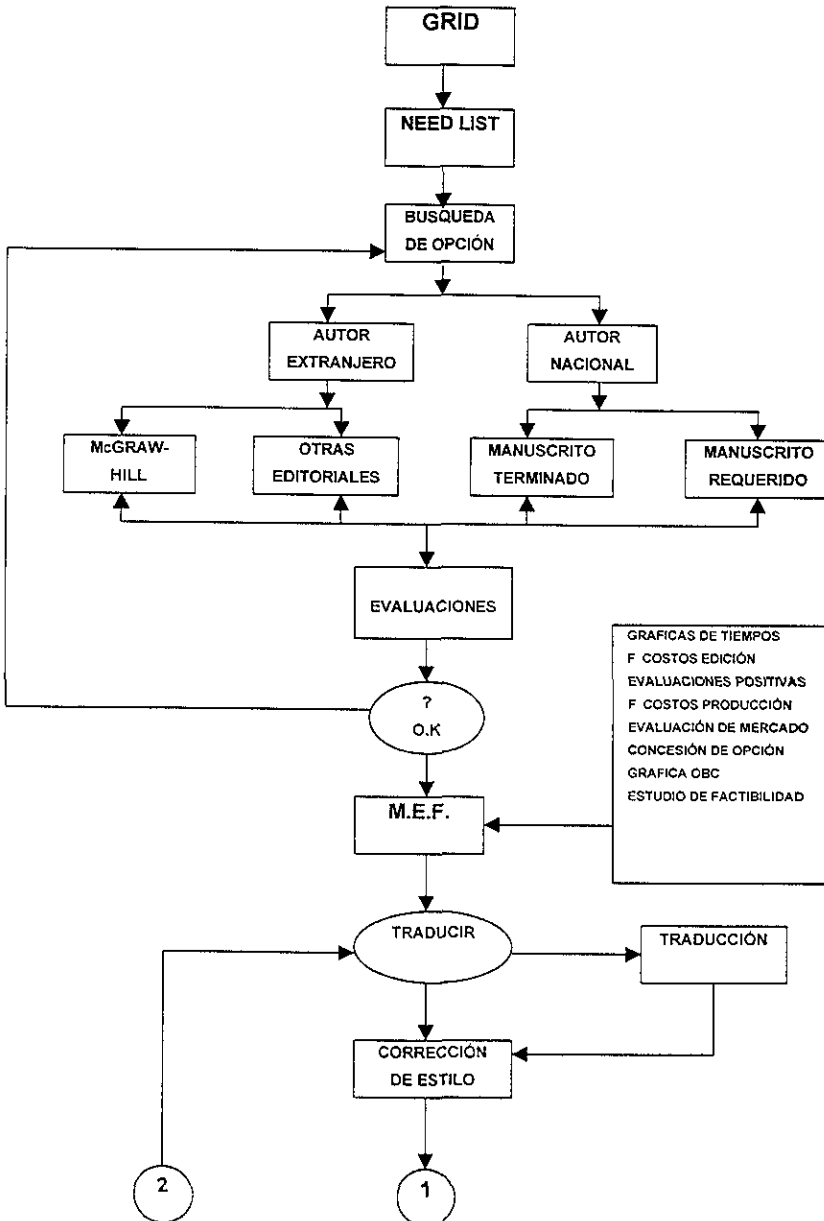 GRID
NEED LIST
BUSQUEDA
DE OPCIÓN
AUTOR
EXTRANJERO
AUTOR
NACIONAL
McGRAW-
HILL
OTRAS
EDITORIALES
MANUSCRITO
TERMINADO
MANUSCRITO
REQUERIDO
EVALUACIONES
GRAFICAS DE TIEMPOS
F COSTOS EDICIÓN
EVALUACIONES POSITIVAS
F COSTOS PRODUCCIÓN
EVALUACIÓN DE MERCADO
CONCESIÓN DE OPCIÓN
GRAFICA OBC
ESTUDIO DE FACTIBILIDAD
?
O.K
M.E.F.
TRADUCIR
TRADUCCIÓN
CORRECCIÓN
DE ESTILO
2
1